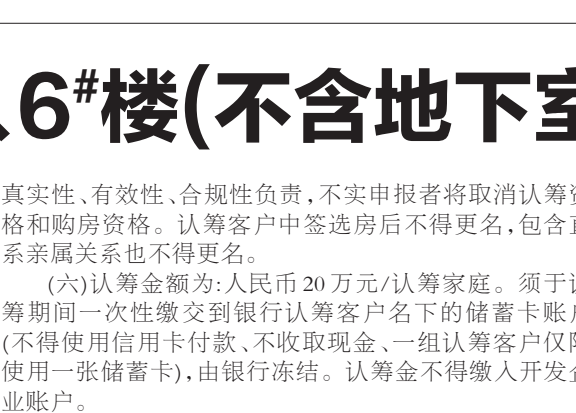 、6#楼(不含地下室
真实性、有效性、合规性负责,不实申报者将取消认筹资
格和购房资格。认筹客户中签选房后不得更名,包含直
系亲属关系也不得更名。
(六)认筹金额为:人民币20万元/认筹家庭。须于认
筹期间一次性缴交到银行认筹客户名下的储蓄卡账户
(不得使用信用卡付款、不收取现金、一组认筹客户仅限
使用一张储蓄卡),由银行冻结。认筹金不得缴入开发企
业账户。